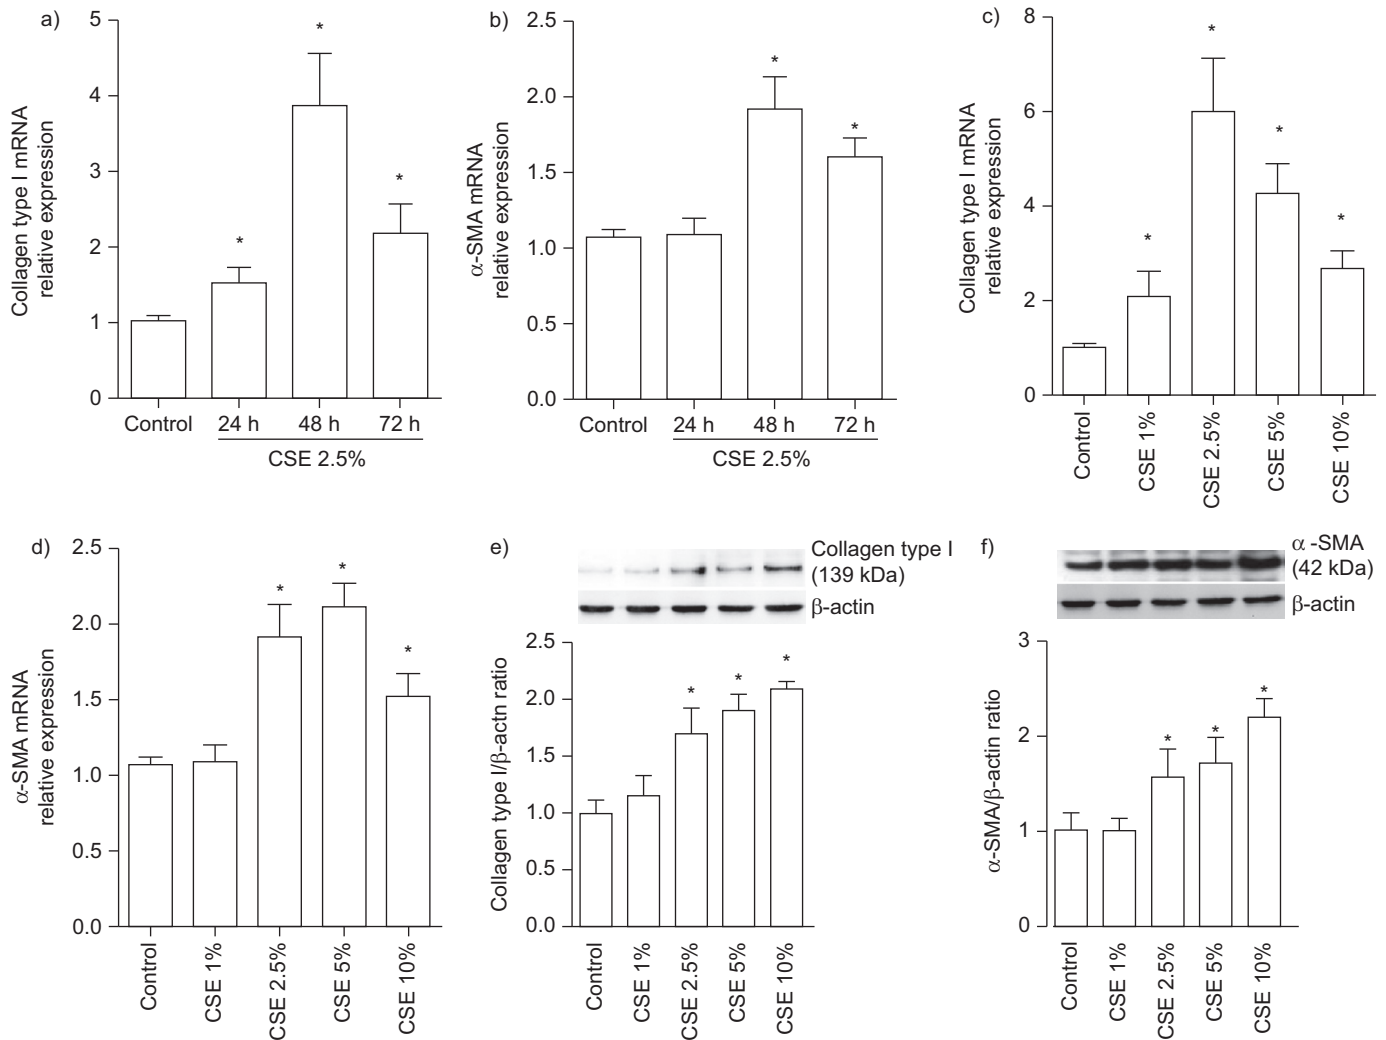 a)
Collagen type I mRNA
relative expression
5
4
3
2
1
0
*
*
*
Control
24 h
48 h
72 h
CSE 2.5%
b)
α-SMA mRNA
relative expression
2.5
2.0
1.5
1.0
0.5
0.0
*
*
Control
24 h
48 h
72 h
CSE 2.5%
c)
Collagen type I mRNA
relative expression
8
6
4
2
0
*
*
*
*
Control
CSE 1%
CSE 2.5%
CSE 5%
CSE 10%
d)
α-SMA mRNA
relative expression
2.5
2.0
1.5
1.0
0.5
0.0
*
*
*
Control
CSE 1%
CSE 2.5%
CSE 5%
CSE 10%
e)
Collagen type I
(139 kDa)
β-actin
Collagen type I/β-actn ratio
2.5
2.0
1.5
1.0
0.5
0.0
*
*
*
Control
CSE 1%
CSE 2.5%
CSE 5%
CSE 10%
f)
α -SMA
(42 kDa)
β-actin
α-SMA/β-actin ratio
3
2
1
0
*
*
*
Control
CSE 1%
CSE 2.5%
CSE 5%
CSE 10%